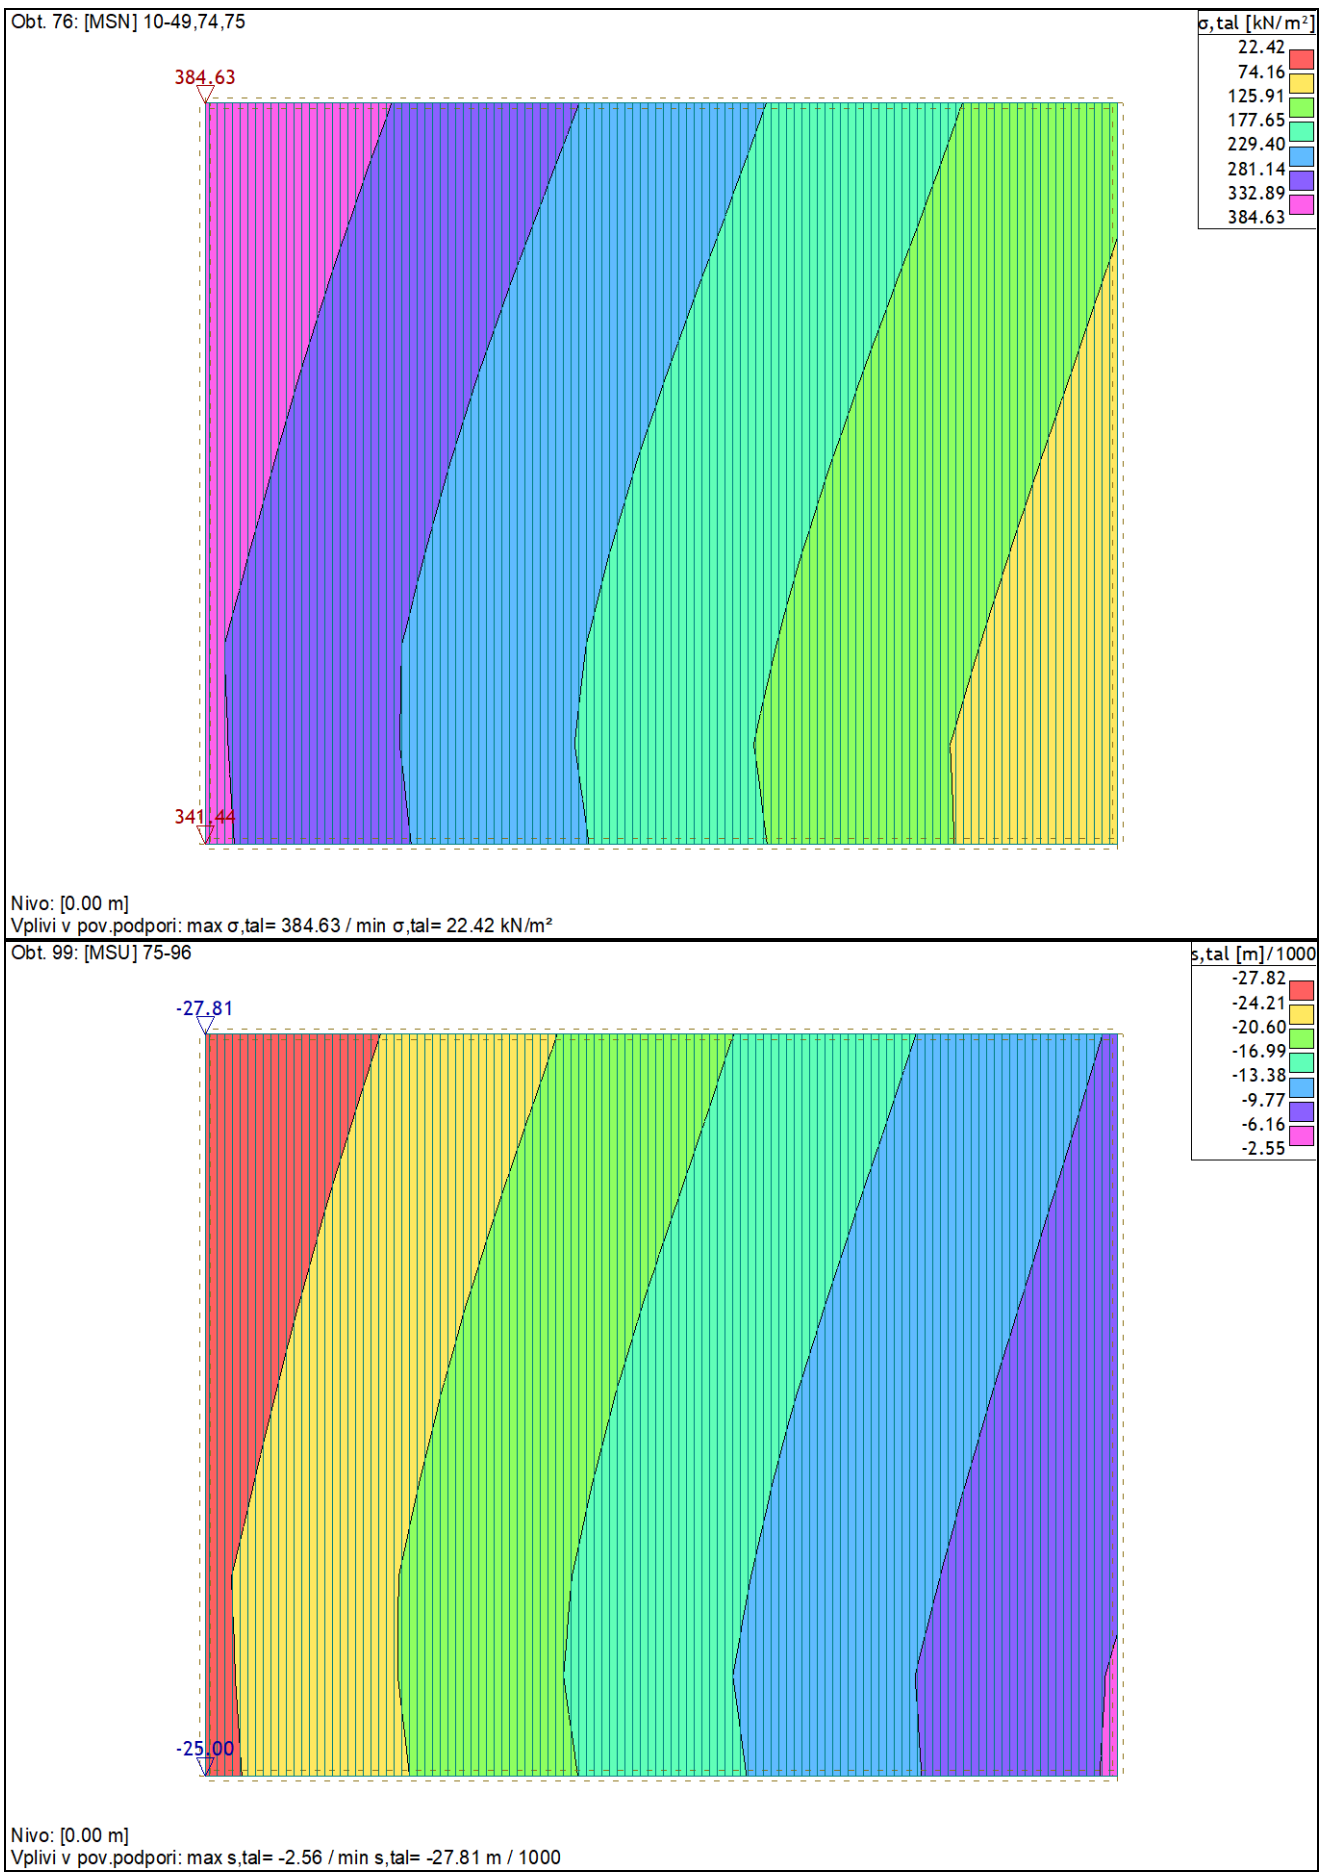 Obt. 76: [MSN] 10-49,74,75
σ,tal [kN/m²]
22.42
74.16
125.91
177.65
229.40
281.14
332.89
384.63
384.63
341.44
Nivo: [0.00 m]
Vplivi v pov.podpori: max σ,tal= 384.63 / min σ,tal= 22.42 kN/m²
Obt. 99: [MSU] 75-96
s,tal [m]/1000
-27.82
-24.21
-20.60
-16.99
-13.38
-9.77
-6.16
-2.55
-27.81
-25.00
Nivo: [0.00 m]
Vplivi v pov.podpori: max s,tal= -2.56 / min s,tal= -27.81 m / 1000